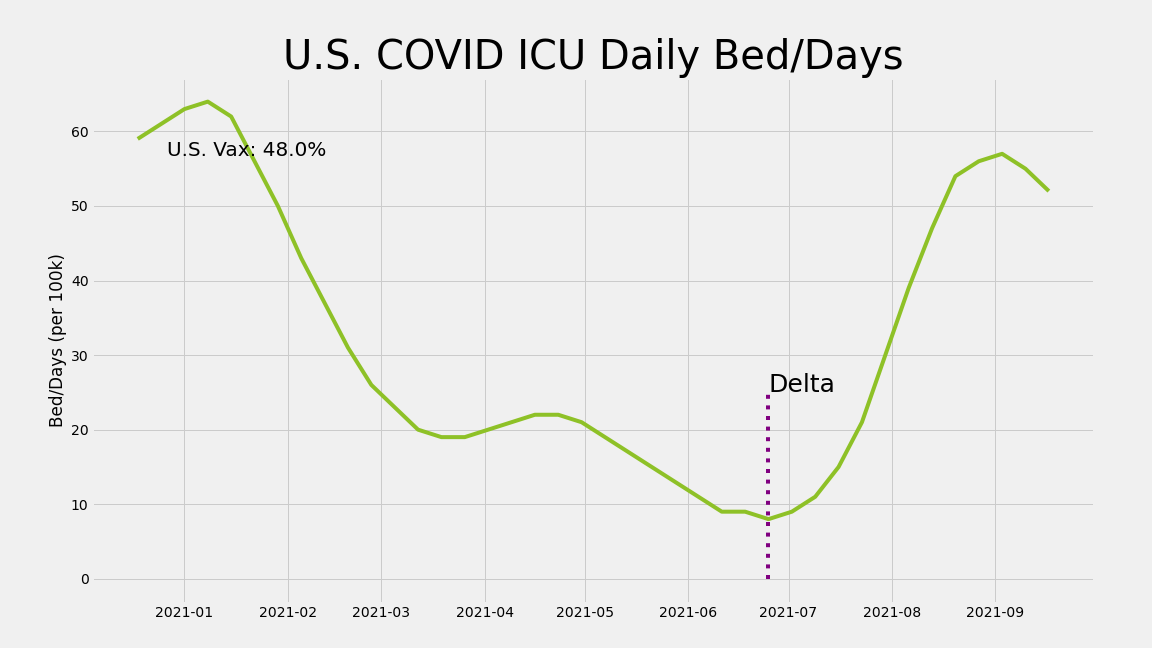 U.S. COVID ICU Daily Bed/Days
60
U.S. Vax: 48.0%
50
40
Bed/Days (per 100k)
30
Delta
20
10
0
2021-01 2021-02 2021-03 2021-04 2021-05 2021-06 2021-07 2021-08 2021-09